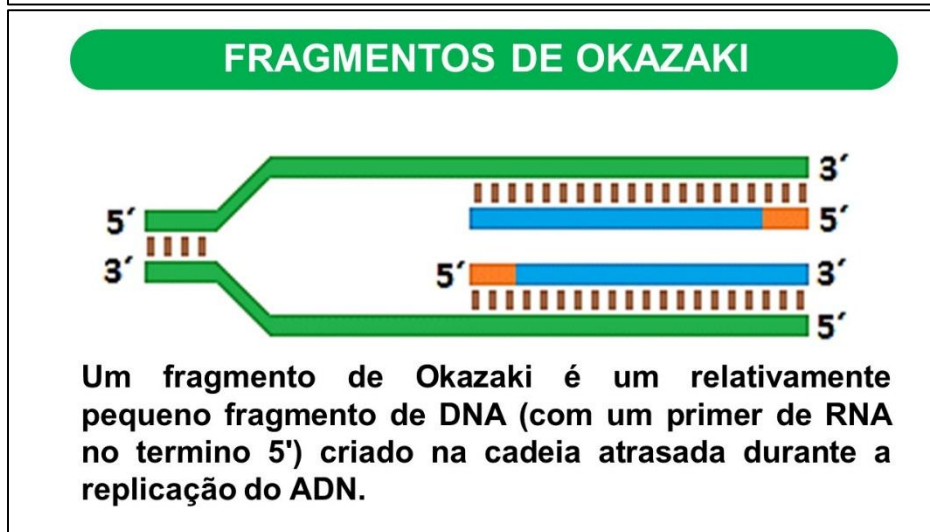 FRAGMENTOS DE OKAZAKI
3´
5´
5´
3´
5´
3´
5´
Um fragmento de Okazaki é um relativamente
pequeno fragmento de DNA (com um primer de RNA
no termino 5') criado na cadeia atrasada durante a
replicação do ADN.